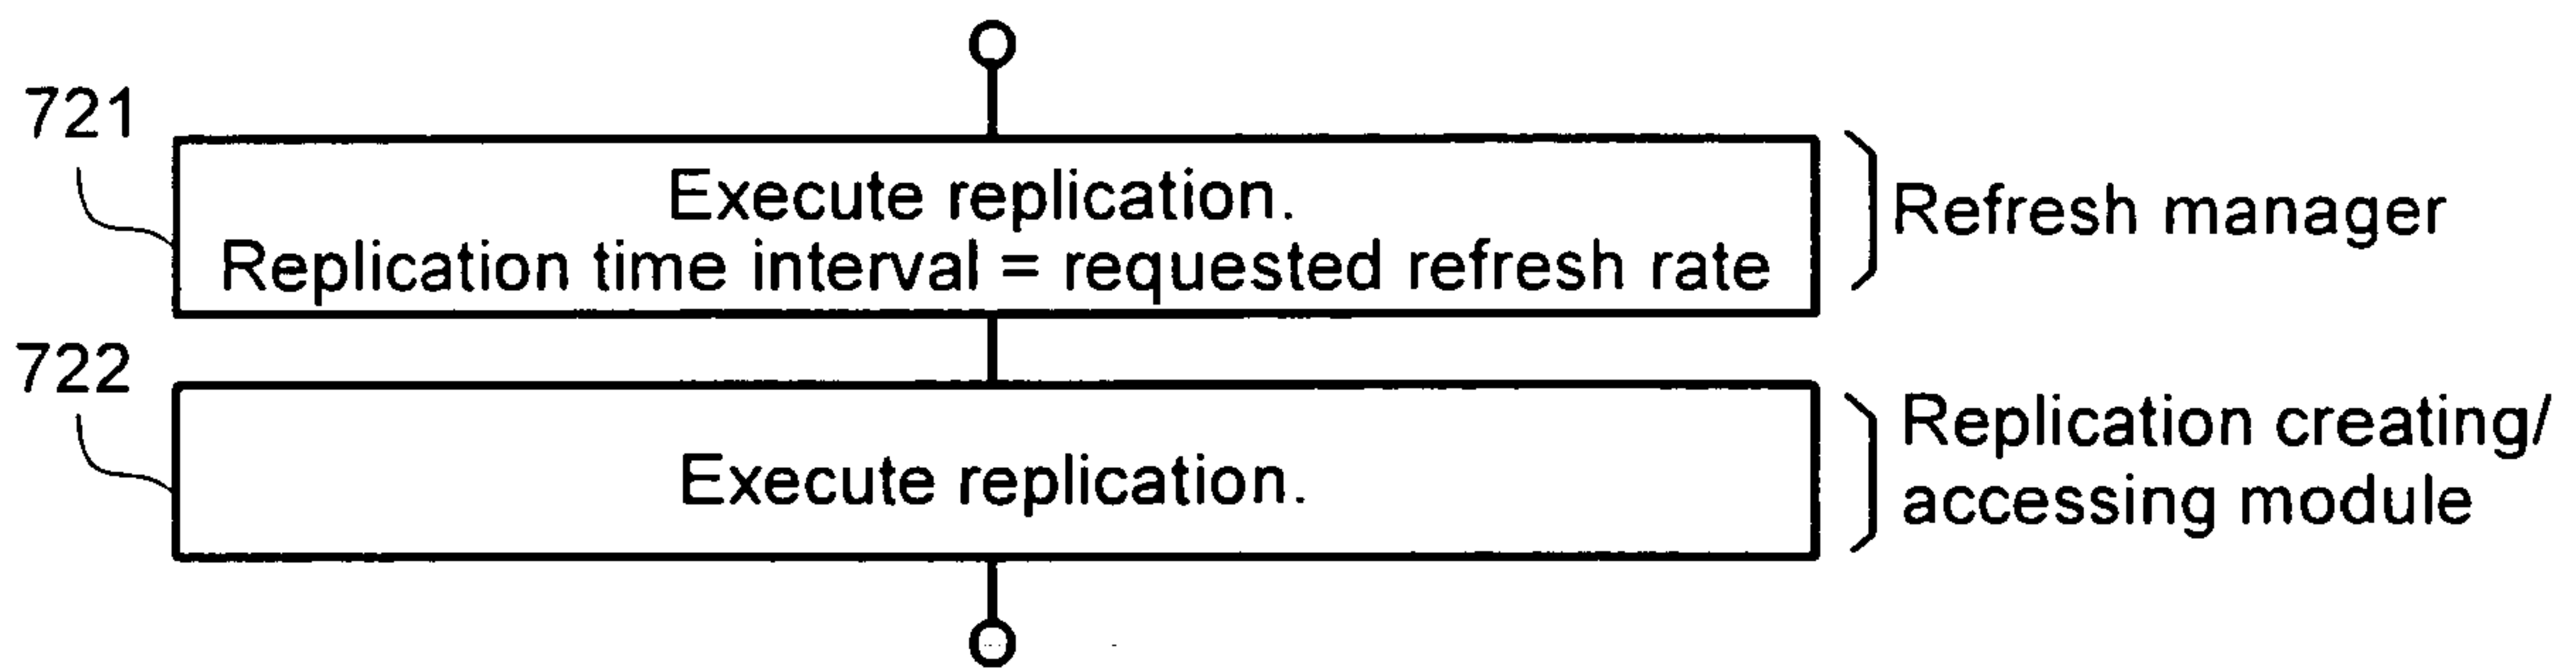 721
Execute replication.
Replication time interval = requested refresh rate
Refresh manager
722
Execute replication.
Replication creating/
accessing module